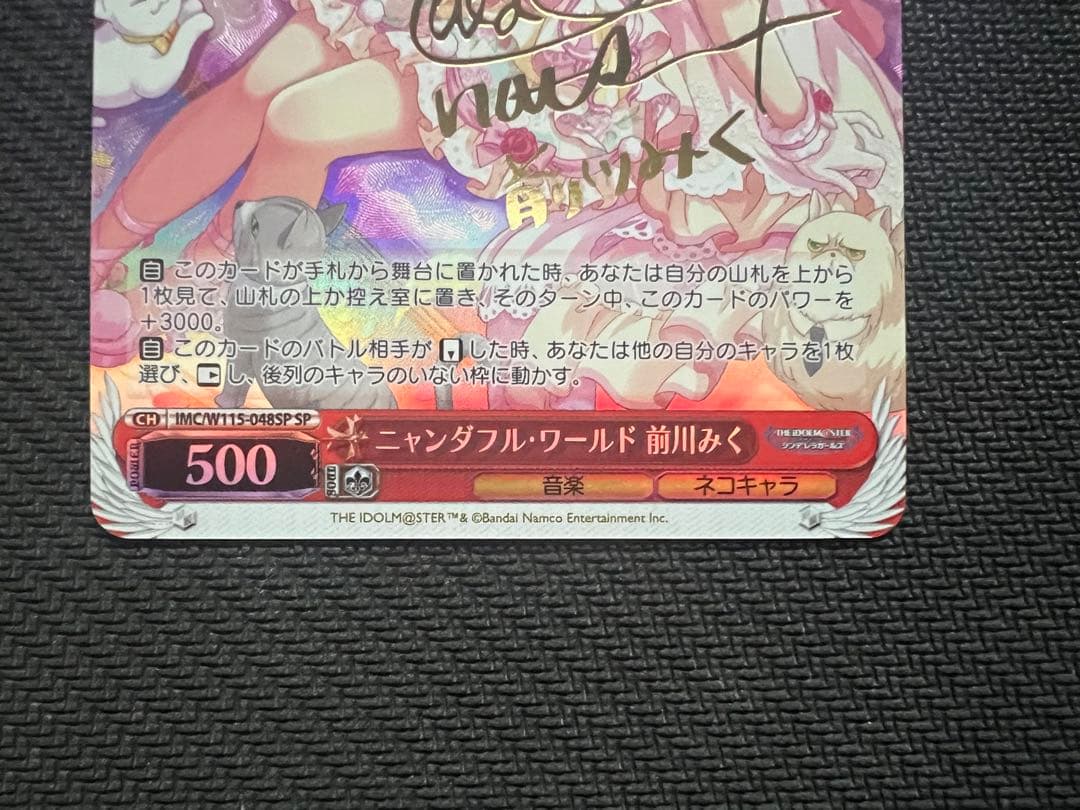 前川みく
自 このカードが手札から舞台に置かれた時、あなたは自分の山札を上から
1枚見て、山札の上か控え室に置き、そのターン中、このカードのパワーを
+3000。
自 このカードのバトル相手が した時、あなたは他の自分のキャラを1枚
選び、 し、後列のキャラのいない枠に動かす。
CH IMC/W115-048SP SP
POWER 500
ニャンダフル・ワールド 前川みく
THE IDOLM@STER
シンデレラガールズ
SOUL
音楽 ネコキャラ
THE IDOLM@STER™& ©Bandai Namco Entertainment Inc.